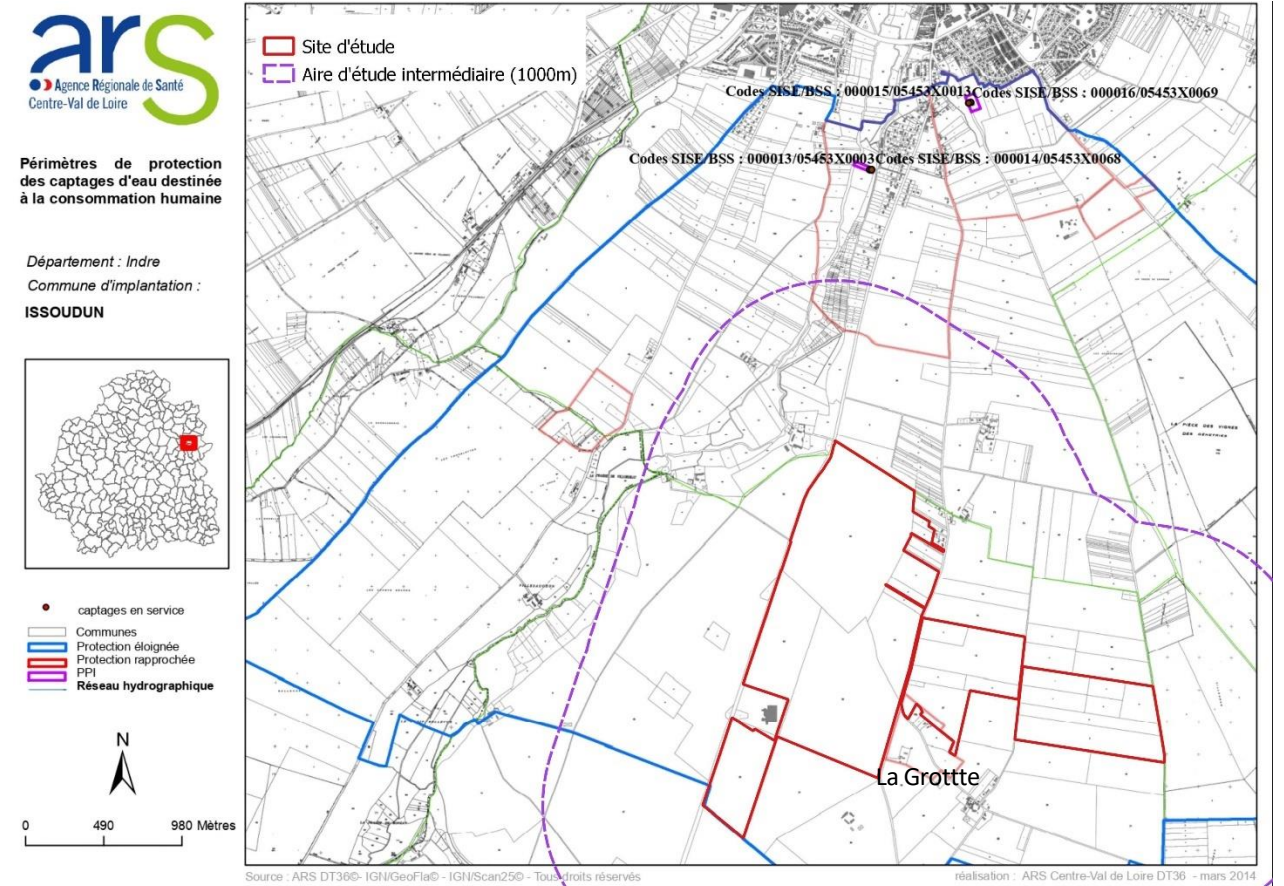 ars
Agence Régionale de Santé
Centre-Val de Loire
Périmètres de protection
des captages d'eau destinée
à la consommation humaine
Département : Indre
Commune d'implantation :
ISSOUDUN
captages en service
Communes
Protection éloignée
Protection rapprochée
PPI
Réseau hydrographique
N
0 490 980 Mètres
Site d'étude
Aire d'étude intermédiaire (1000m)
Codes SISE/BSS : 000015/05453X0013
Codes SISE/BSS : 000016/05453X0069
Codes SISE/BSS : 000013/05453X0003
Codes SISE/BSS : 000014/05453X0068
LA PIÈCE DES VIGNES
La Grottte
Source : ARS DT36©- IGN/GeoFla© - IGN/Scan25© - Tous droits réservés
réalisation : ARS Centre-Val de Loire DT36 - mars 2014